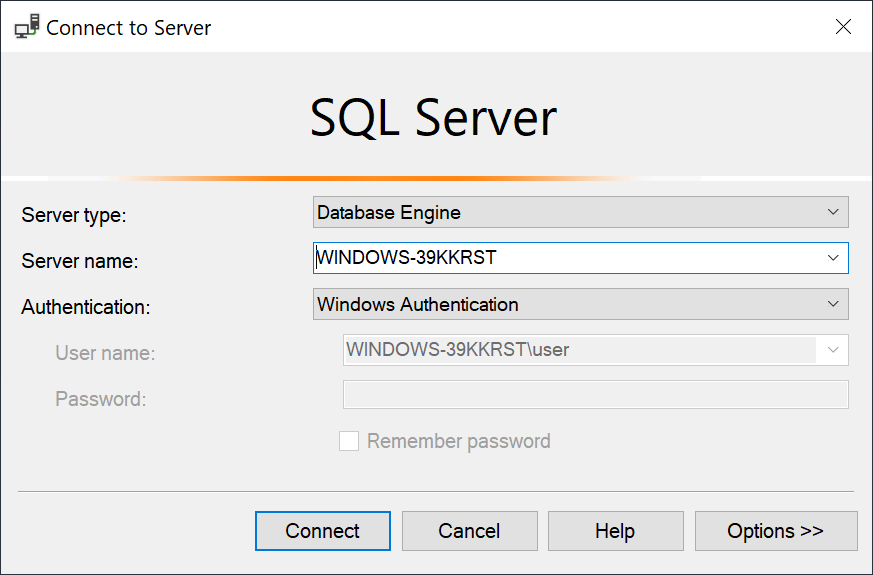 Connect to Server
SQL Server
Server type: Database Engine
Server name: WINDOWS-39KKRST
Authentication: Windows Authentication
User name: WINDOWS-39KKRST\user
Password:
Remember password
Connect Cancel Help Options >>